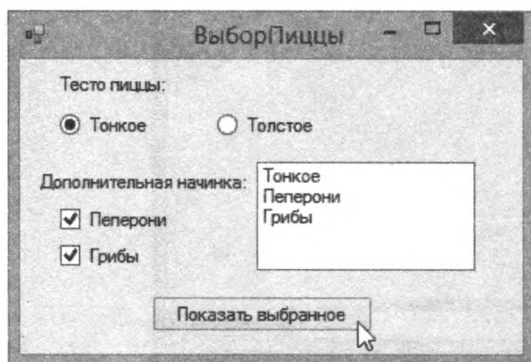 ВыборПиццы
Тесто пиццы:
Тонкое
Толстое
Дополнительная начинка:
Пеперони
Грибы
Тонкое
Пеперони
Грибы
Показать выбранное